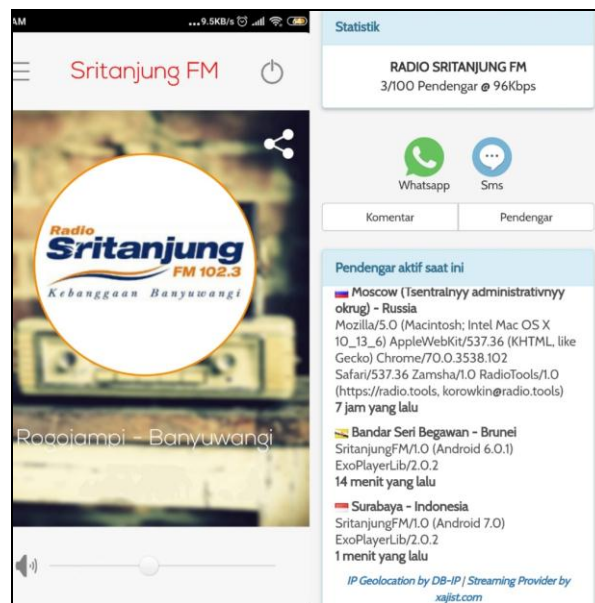 AM
...9.5KB/s
Sritanjung FM
Radio
Sritanjung
FM 102.3
Kebanggaan Banyuwangi
Rogojampi - Banyuwangi
Statistik
RADIO SRITANJUNG FM
3/100 Pendengar @ 96Kbps
Whatsapp
Sms
Komentar
Pendengar
Pendengar aktif saat ini
Moscow (Tsentralnyy administrativnyy
okrug) - Russia
Mozilla/5.0 (Macintosh; Intel Mac OS X
10_13_6) AppleWebKit/537.36 (KHTML, like
Gecko) Chrome/70.0.3538.102
Safari/537.36 Zamsha/1.0 RadioTools/1.0
(https://radio.tools, korowkin@radio.tools)
7 jam yang lalu
Bandar Seri Begawan - Brunei
SritanjungFM/1.0 (Android 6.0.1)
ExoPlayerLib/2.0.2
14 menit yang lalu
Surabaya - Indonesia
SritanjungFM/1.0 (Android 7.0)
ExoPlayerLib/2.0.2
1 menit yang lalu
IP Geolocation by DB-IP | Streaming Provider by
xajist.com